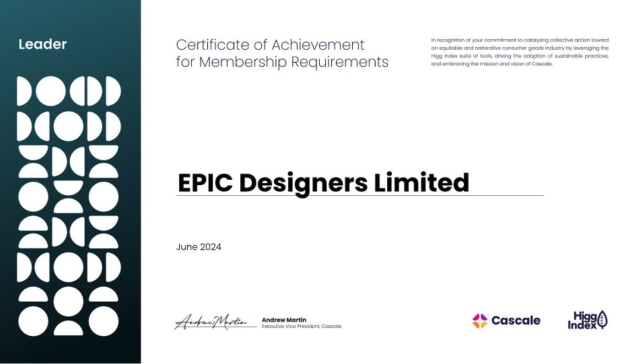 Leader
Certificate of Achievement
for Membership Requirements
In recognition of your commitment to catalyzing collective action toward
an equitable and restorative consumer goods industry by leveraging the
Higg Index suite of tools, driving the adoption of sustainable practices,
and embracing the mission and vision of Cascale.
EPIC Designers Limited
June 2024
Andrew Martin
Andrew Martin
Executive Vice President, Cascale
Cascale
Higg
Index